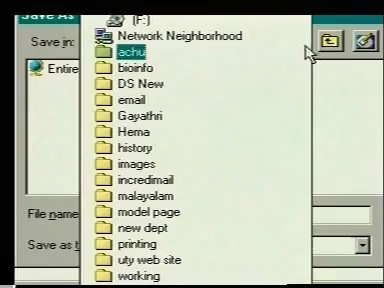 Save As
(F:)
Save in:
Network Neighborhood
achu
Entire
bioinfo
DS New
email
Gayathri
Hema
history
images
incredimail
malayalam
File name
model page
new dept
Save as t
printing
uty web site
working